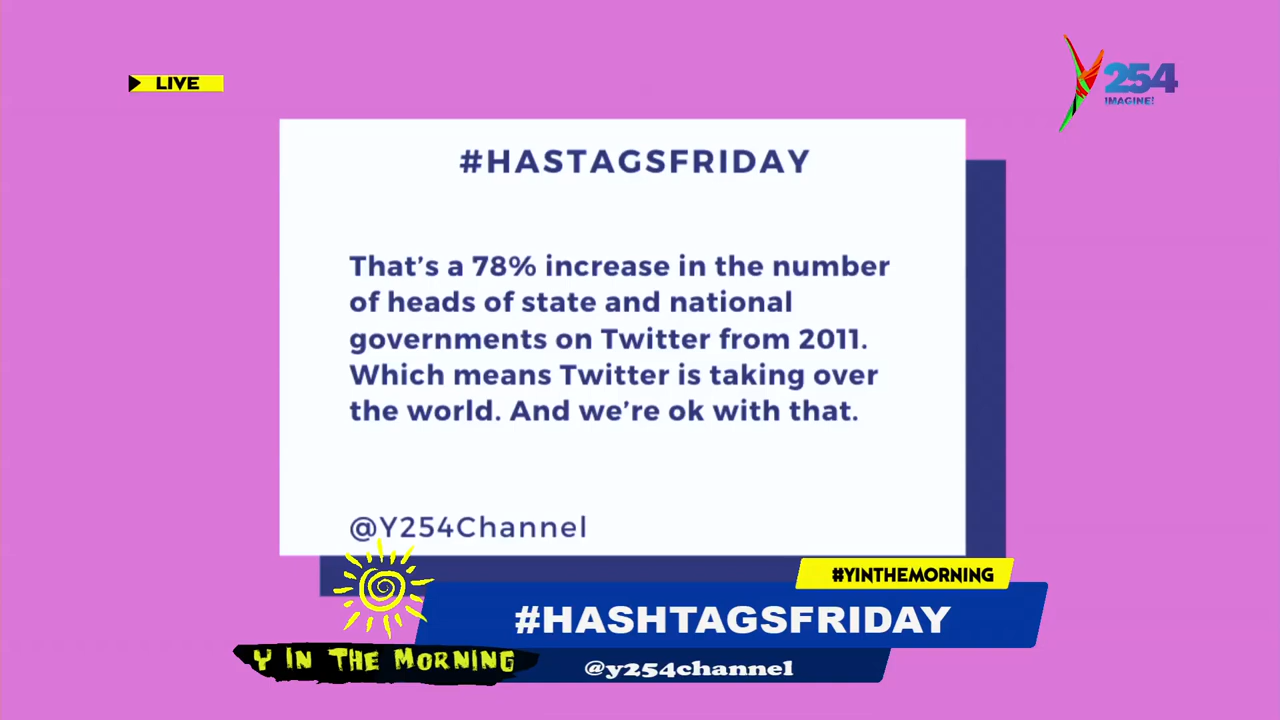 LIVE
254
IMAGINE!
#HASTAGSFRIDAY
That's a 78% increase in the number
of heads of state and national
governments on Twitter from 2011.
Which means Twitter is taking over
the world. And we're ok with that.
@Y254Channel
#YINTHEMORNING
#HASHTAGSFRIDAY
Y IN THE MORNING
@y254channel